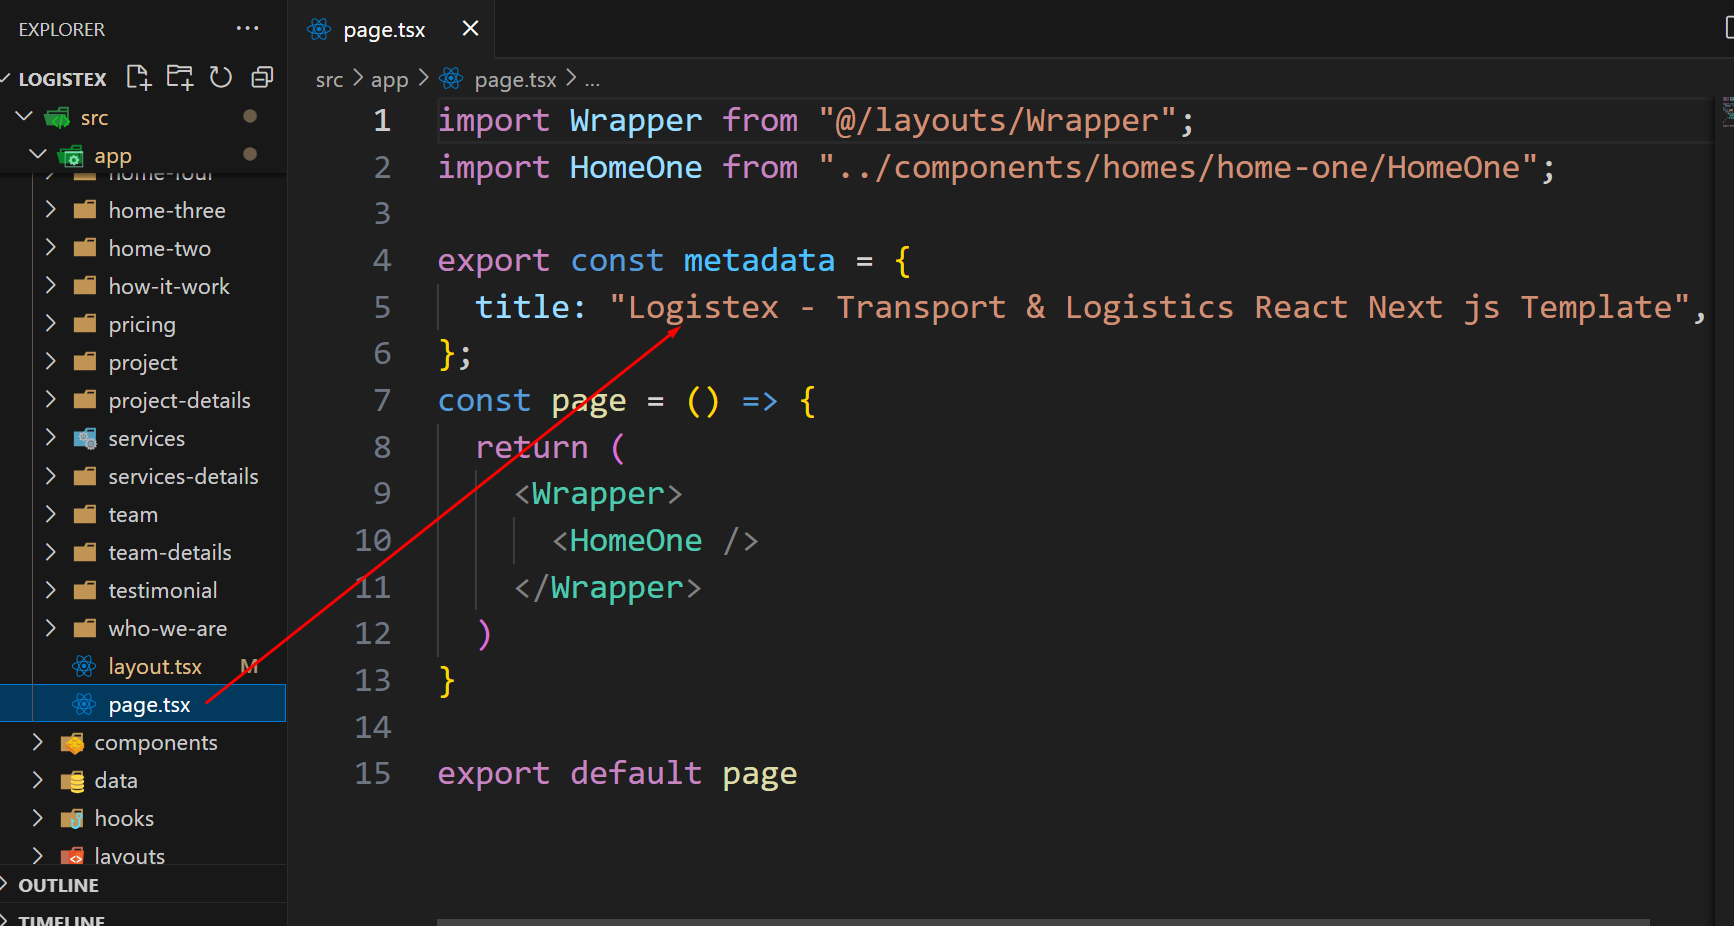 EXPLORER
LOGISTEX
src
app
home-four
home-three
home-two
how-it-work
pricing
project
project-details
services
services-details
team
team-details
testimonial
who-we-are
layout.tsx M
page.tsx
components
data
hooks
layouts
OUTLINE
TIMELINE
page.tsx
src > app > page.tsx > ...
1 import Wrapper from "@/layouts/Wrapper";
2 import HomeOne from "../components/homes/home-one/HomeOne";
3
4 export const metadata = {
5 title: "Logistex - Transport & Logistics React Next js Template",
6 };
7 const page = () => {
8 return (
9 <Wrapper>
10 <HomeOne />
11 </Wrapper>
12 )
13 }
14
15 export default page